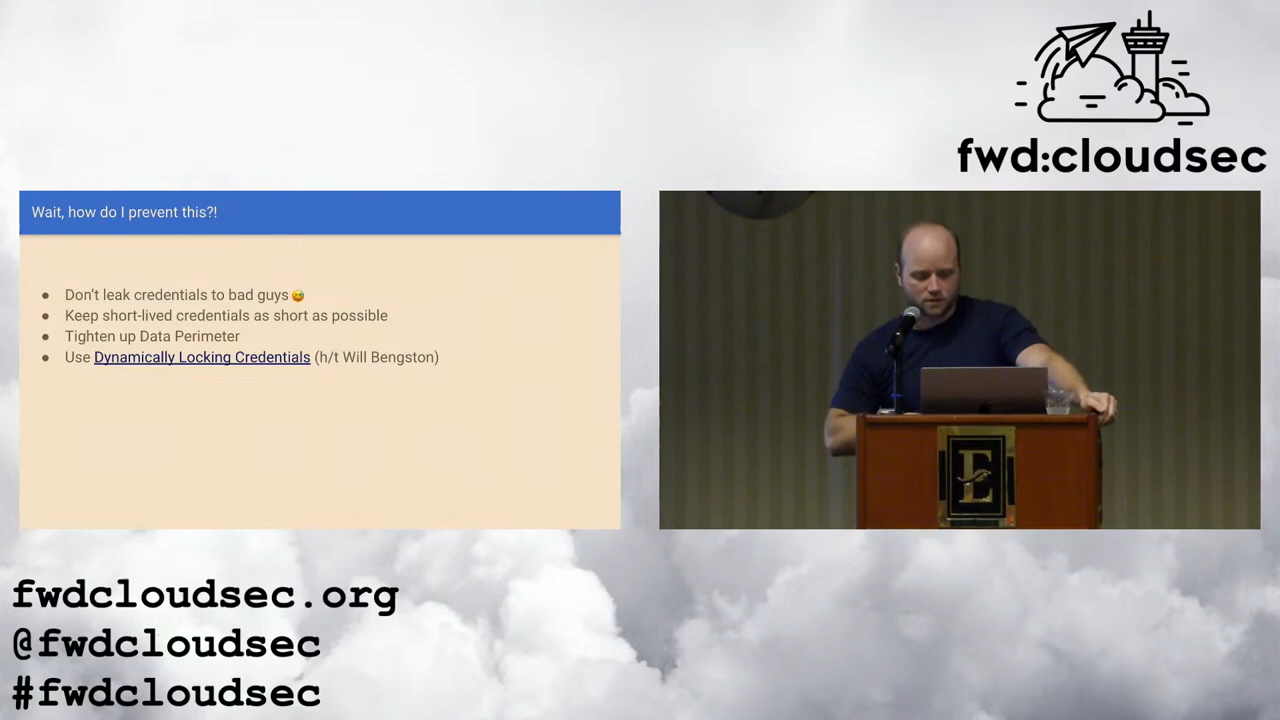 fwd:cloudsec
Wait, how do I prevent this?!
● Don’t leak credentials to bad guys😅
● Keep short-lived credentials as short as possible
● Tighten up Data Perimeter
● Use Dynamically Locking Credentials (h/t Will Bengston)
E
fwdcloudsec.org
@fwdcloudsec
#fwdcloudsec